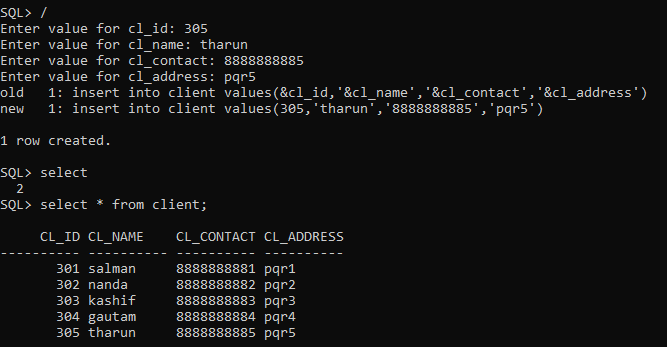 SQL> /
Enter value for cl_id: 305
Enter value for cl_name: tharun
Enter value for cl_contact: 8888888885
Enter value for cl_address: pqr5
old   1: insert into client values(&cl_id,'&cl_name','&cl_contact','&cl_address')
new   1: insert into client values(305,'tharun','8888888885','pqr5')
1 row created.
SQL> select
  2
SQL> select * from client;
     CL_ID CL_NAME    CL_CONTACT CL_ADDRESS
---------- ---------- ---------- ----------
       301 salman     8888888881 pqr1
       302 nanda      8888888882 pqr2
       303 kashif     8888888883 pqr3
       304 gautam     8888888884 pqr4
       305 tharun     8888888885 pqr5